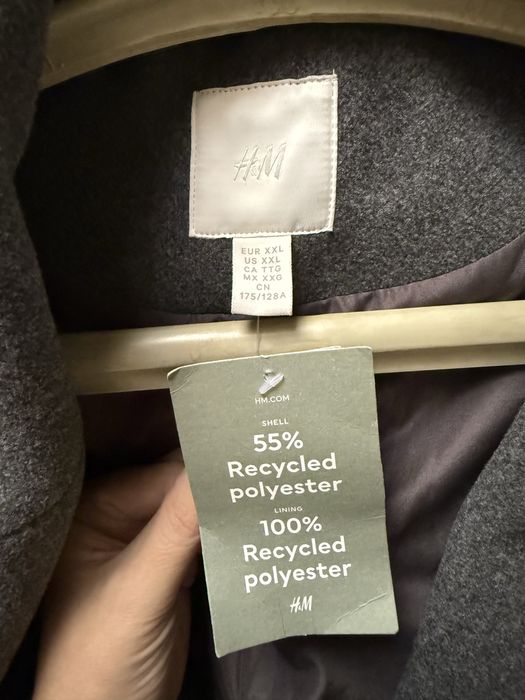 H&M
EUR XXL
US XXL
CA TTG
MX XXG
CN
175/128A
HM.COM
SHELL
55%
Recycled
polyester
LINING
100%
Recycled
polyester
H&M